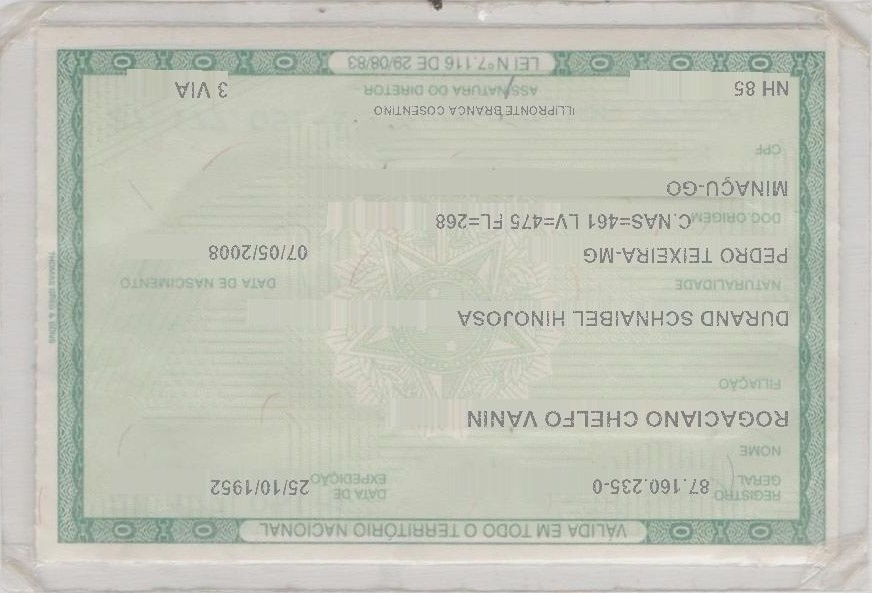 VÁLIDA EM TODO O TERRITÓRIO NACIONAL
REGISTRO GERAL 87.160.235-0 DATA DE EXPEDIÇÃO 25/10/1952
NOME
ROGACIANO CHELFO VANIN
FILIAÇÃO
DURAND SCHNAIBEL HINOJOSA
NATURALIDADE DATA DE NASCIMENTO
PEDRO TEIXEIRA-MG 07/05/2008
DOC.ORIGEM C.NAS=461 LV=475 FL=268
MINAÇU-GO
CPF
ILLIPRONTE BRANCA COSENTINO
NH 85 ASSINATURA DO DIRETOR 3 VIA
LEI Nº 7.116 DE 29/08/83
THOMAS GREG & SONS